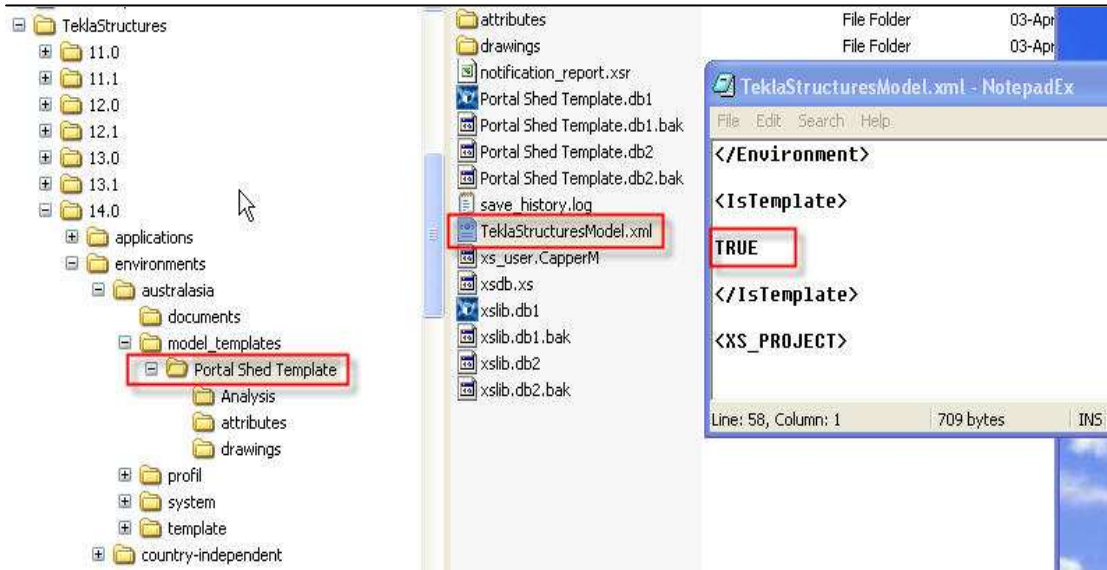 TeklaStructures
11.0
11.1
12.0
12.1
13.0
13.1
14.0
applications
environments
australasia
documents
model_templates
Portal Shed Template
Analysis
attributes
drawings
profil
system
template
country-independent
attributes File Folder 03-Apr
drawings File Folder 03-Apr
notification_report.xsr
Portal Shed Template.db1
Portal Shed Template.db1.bak
Portal Shed Template.db2
Portal Shed Template.db2.bak
save_history.log
TeklaStructuresModel.xml
xs_user.CapperM
xsdb.xs
xslib.db1
xslib.db1.bak
xslib.db2
xslib.db2.bak
TeklaStructuresModel.xml - NotepadEx
File Edit Search Help
</Environment>
<IsTemplate>
TRUE
</IsTemplate>
<XS_PROJECT>
Line: 58, Column: 1 709 bytes INS